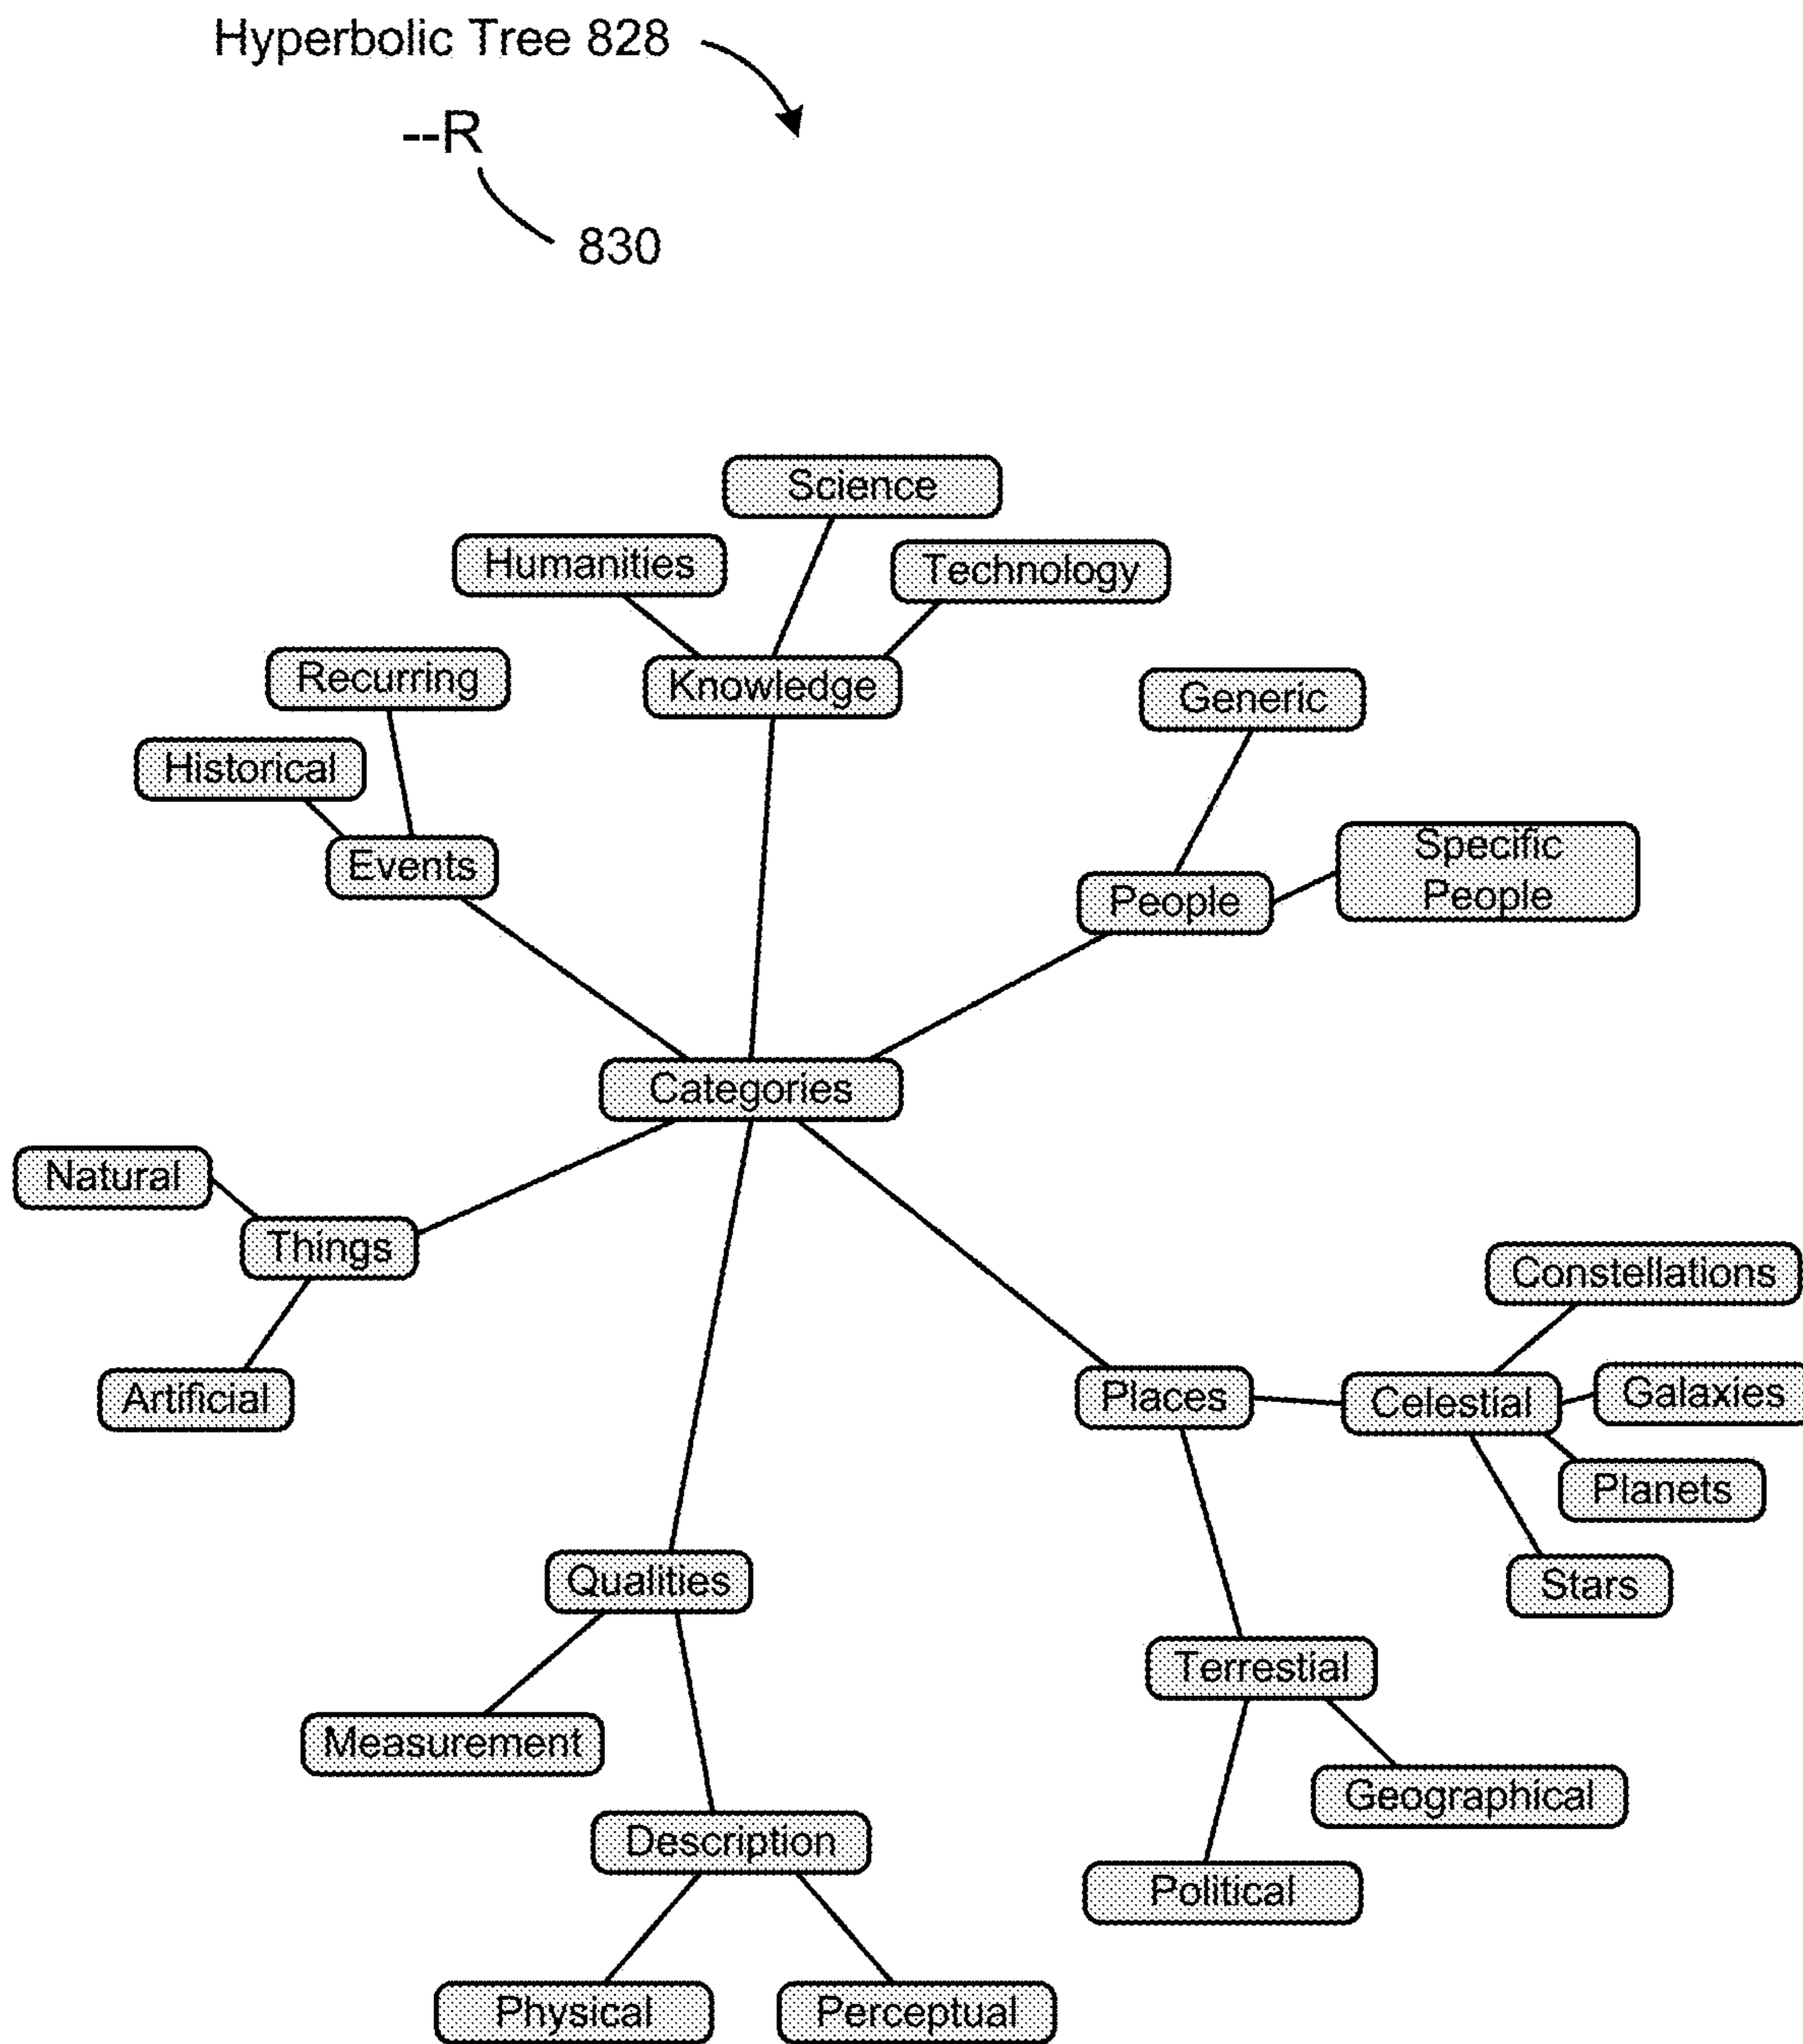 Hyperbolic Tree 828
--R
830
Science
Humanities
Technology
Recurring
Knowledge
Generic
Historical
Events
Specific
People
People
Categories
Natural
Things
Constellations
Artificial
Places
Celestial
Galaxies
Planets
Qualities
Stars
Terrestial
Measurement
Geographical
Description
Political
Physical
Perceptual